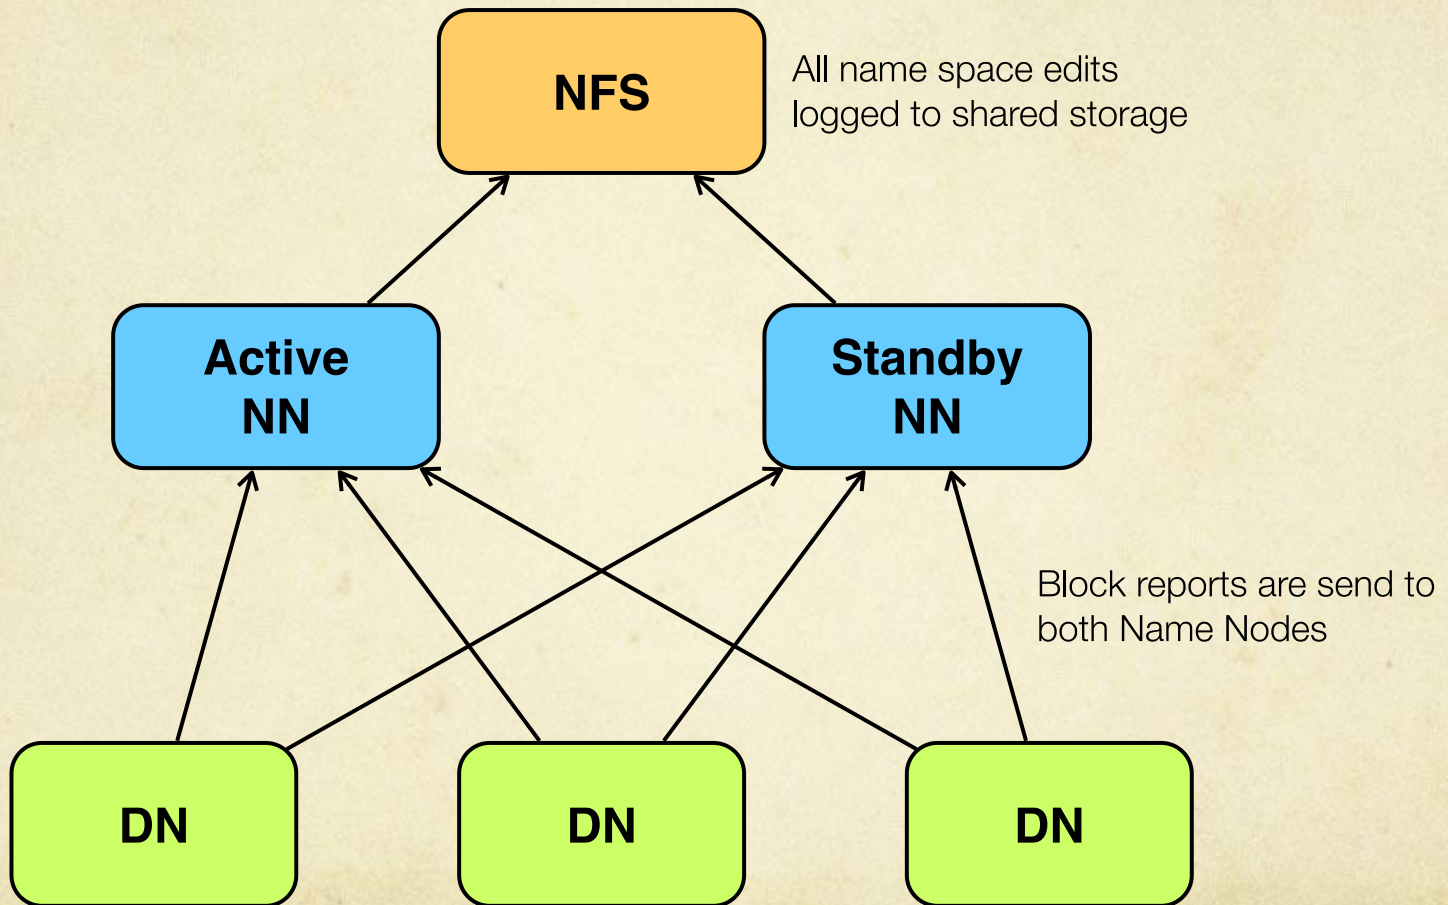 NFS
All name space edits
logged to shared storage
Active
NN
Standby
NN
Block reports are send to
both Name Nodes
DN
DN
DN